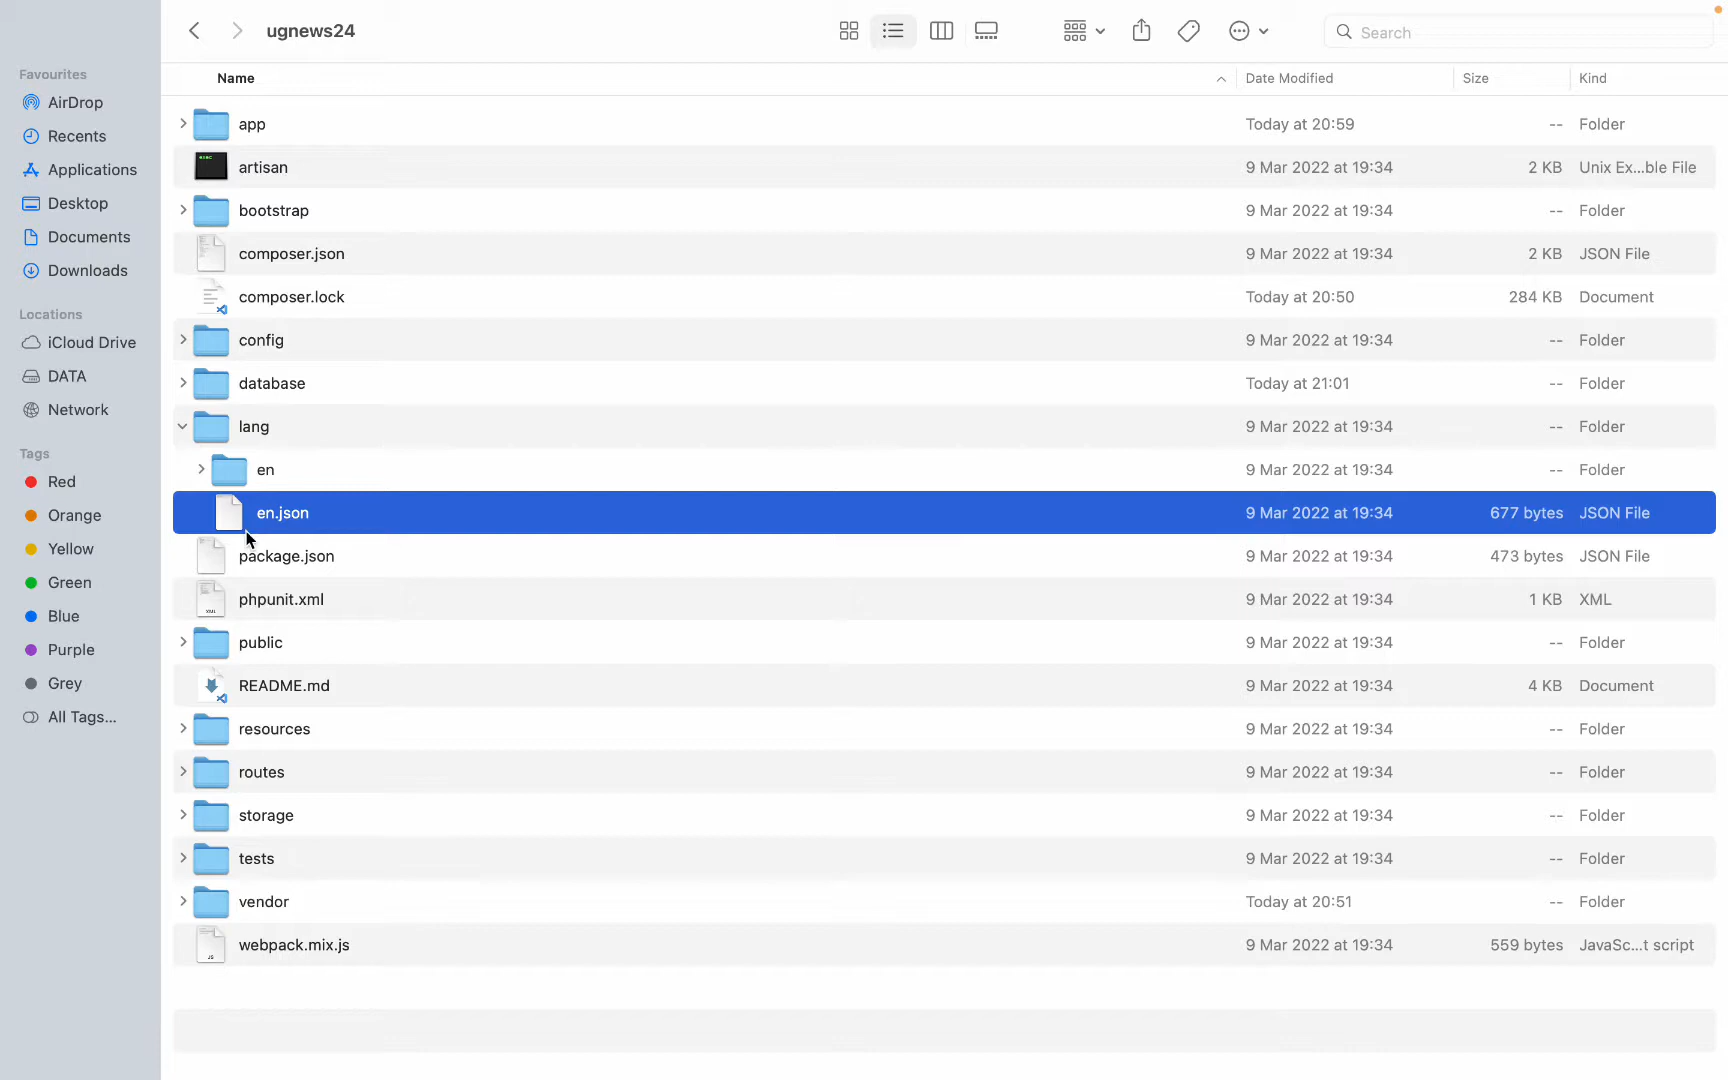 ugnews24
Search
Favourites
AirDrop
Recents
Applications
Desktop
Documents
Downloads
Locations
iCloud Drive
DATA
Network
Tags
Red
Orange
Yellow
Green
Blue
Purple
Grey
All Tags...
Name Date Modified Size Kind
app Today at 20:59 -- Folder
artisan 9 Mar 2022 at 19:34 2 KB Unix Ex...ble File
bootstrap 9 Mar 2022 at 19:34 -- Folder
composer.json 9 Mar 2022 at 19:34 2 KB JSON File
composer.lock Today at 20:50 284 KB Document
config 9 Mar 2022 at 19:34 -- Folder
database Today at 21:01 -- Folder
lang 9 Mar 2022 at 19:34 -- Folder
en 9 Mar 2022 at 19:34 -- Folder
en.json 9 Mar 2022 at 19:34 677 bytes JSON File
package.json 9 Mar 2022 at 19:34 473 bytes JSON File
phpunit.xml 9 Mar 2022 at 19:34 1 KB XML
public 9 Mar 2022 at 19:34 -- Folder
README.md 9 Mar 2022 at 19:34 4 KB Document
resources 9 Mar 2022 at 19:34 -- Folder
routes 9 Mar 2022 at 19:34 -- Folder
storage 9 Mar 2022 at 19:34 -- Folder
tests 9 Mar 2022 at 19:34 -- Folder
vendor Today at 20:51 -- Folder
webpack.mix.js 9 Mar 2022 at 19:34 559 bytes JavaSc...t script